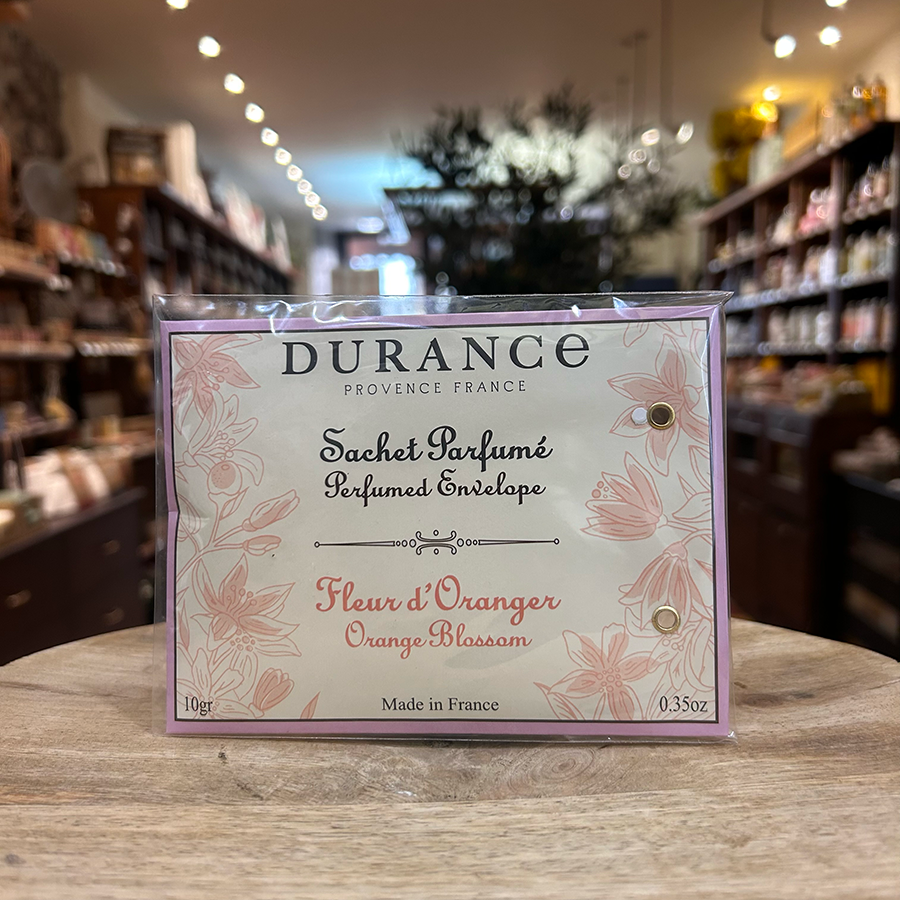 DURANCe
PROVENCE FRANCE
Sachet Parfumé
Perfumed Envelope
Fleur d'Oranger
Orange Blossom
10gr Made in France 0.35oz